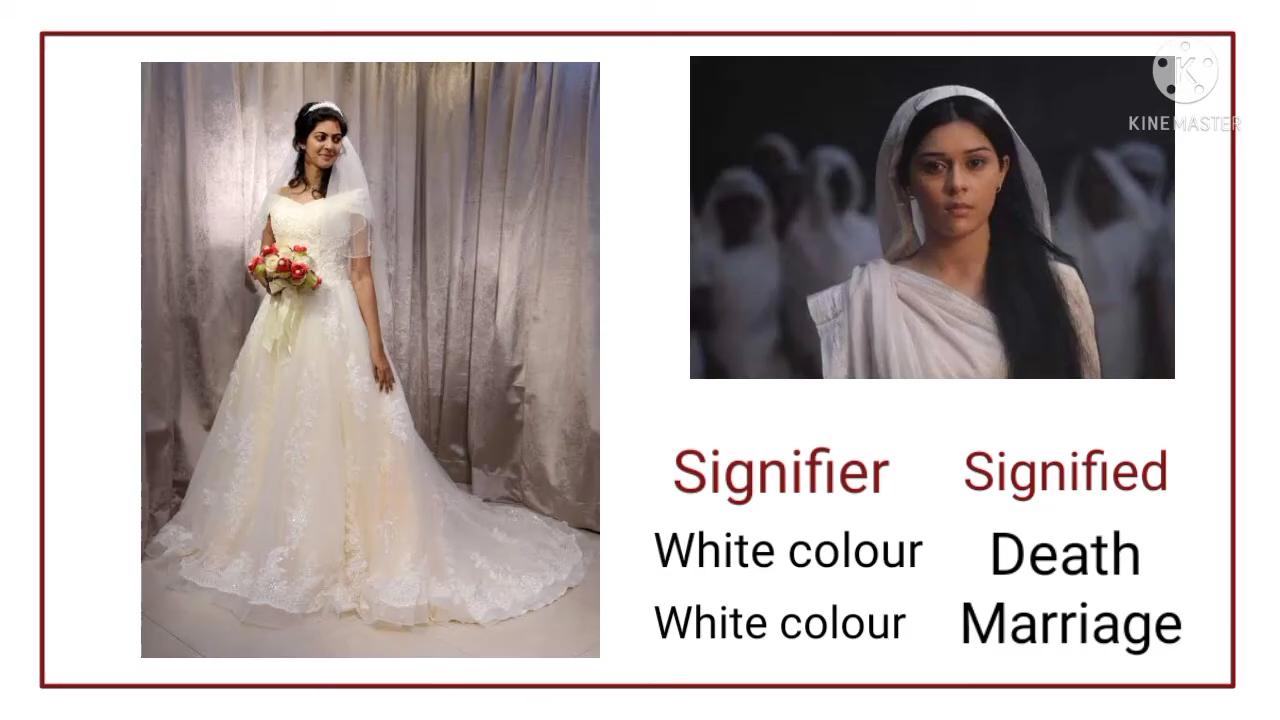 K
KINEMASTER
Signifier Signified
White colour Death
White colour Marriage